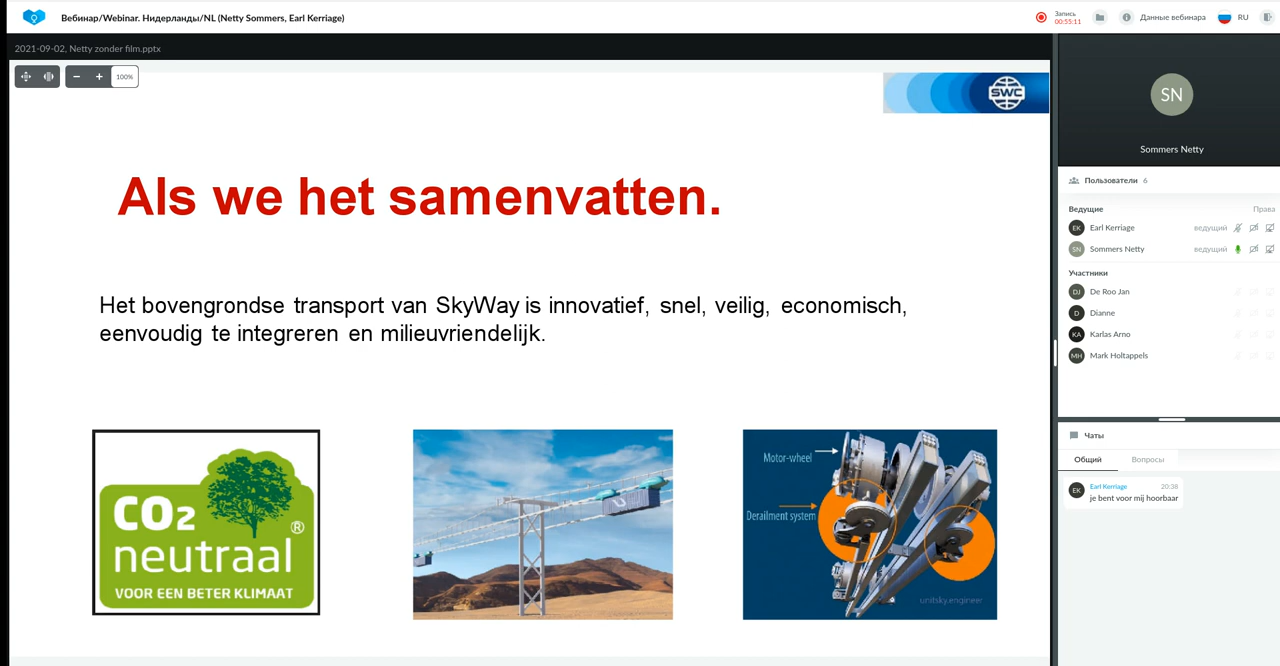 Вебинар/Webinar. Нидерланды/NL (Netty Sommers, Earl Kerriage)
Запись
00:55:11
Данные вебинара
RU
2021-09-02, Netty zonder film.pptx
100%
SWC
Als we het samenvatten.
Het bovengrondse transport van SkyWay is innovatief, snel, veilig, economisch,
eenvoudig te integreren en milieuvriendelijk.
CO2
neutraal®
VOOR EEN BETER KLIMAAT
Motor-wheel
Derailment system
unitsky.engineer
SN
Sommers Netty
Пользователи 6
Ведущие Права
EK Earl Kerriage ведущий
SN Sommers Netty ведущий
Участники
DJ De Roo Jan
D Dianne
KA Karlas Arno
MH Mark Holtappels
Чаты
Общий Вопросы
EK Earl Kerriage 20:38
je bent voor mij hoorbaar